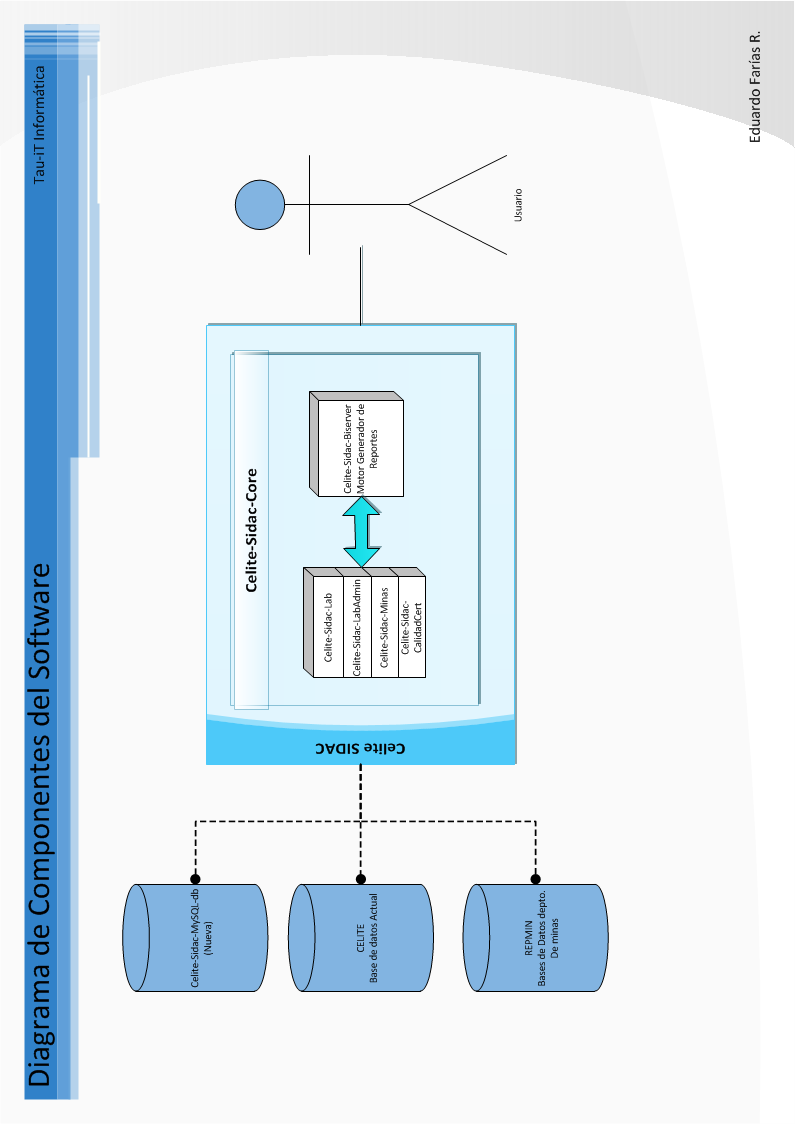 Diagrama de Componentes del Software
Tau-iT Informática
Celite-Sidac-MySQL-db
(Nueva)
CELITE
Base de datos Actual
REPMIN
Bases de Datos depto.
De minas
Celite SIDAC
Celite-Sidac-Core
Celite-Sidac-Lab
Celite-Sidac-LabAdmin
Celite-Sidac-Minas
Celite-Sidac-
CalidadCert
Celite-Sidac-Biserver
Motor Generador de
Reportes
Usuario
Eduardo Farías R.